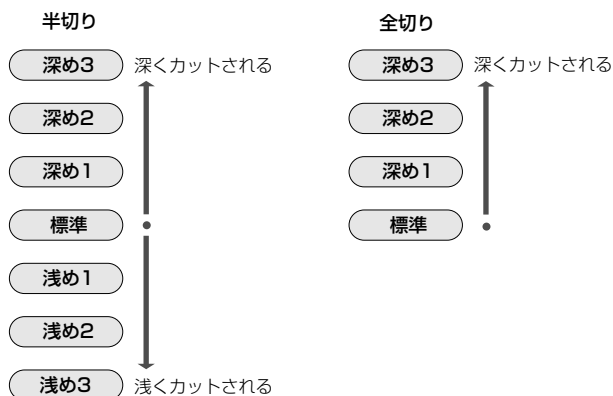 半切り
深め3 深くカットされる
深め2
深め1
標準
浅め1
浅め2
浅め3 浅くカットされる
全切り
深め3 深くカットされる
深め2
深め1
標準